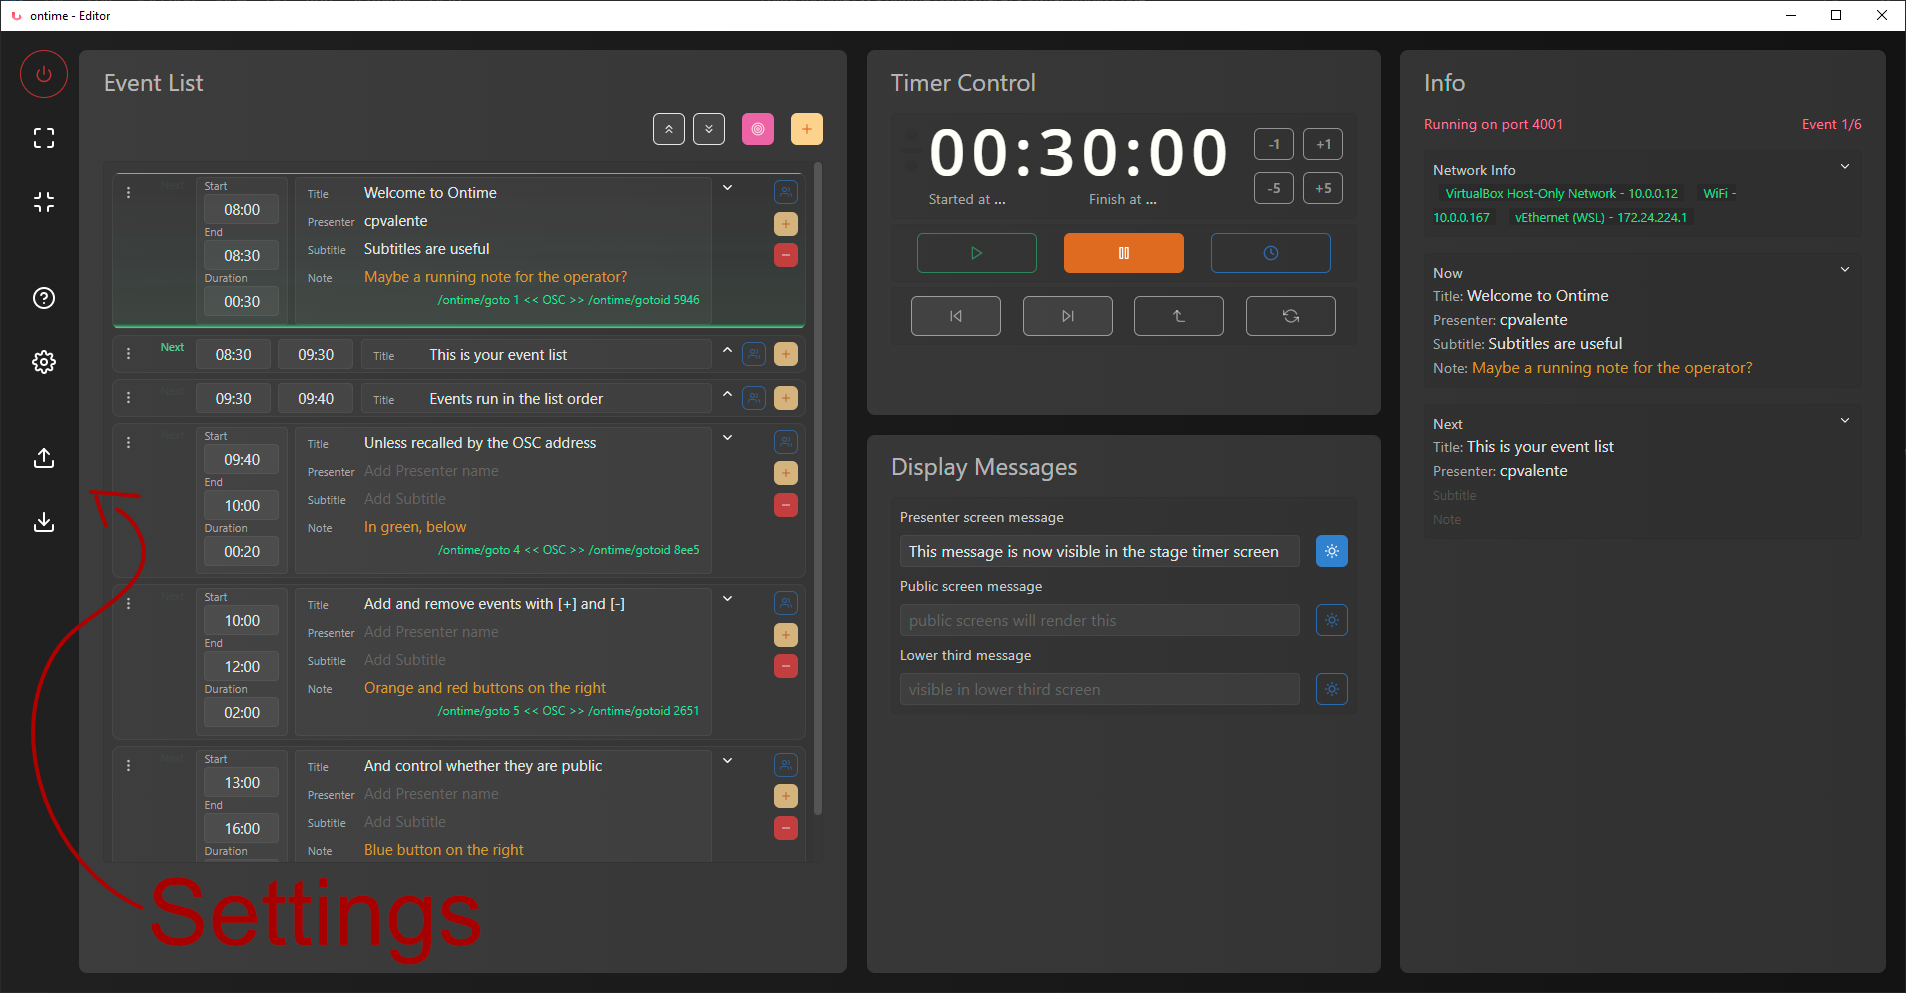 ontime - Editor
Event List
Next
Start
08:00
End
08:30
Duration
00:30
Title Welcome to Ontime
Presenter cpvalente
Subtitle Subtitles are useful
Note Maybe a running note for the operator?
/ontime/goto 1 << OSC >> /ontime/gotoid 5946
Next 08:30 09:30 Title This is your event list
Next 09:30 09:40 Title Events run in the list order
Next
Start
09:40
End
10:00
Duration
00:20
Title Unless recalled by the OSC address
Presenter Add Presenter name
Subtitle Add Subtitle
Note In green, below
/ontime/goto 4 << OSC >> /ontime/gotoid 8ee5
Next
Start
10:00
End
12:00
Duration
02:00
Title Add and remove events with [+] and [-]
Presenter Add Presenter name
Subtitle Add Subtitle
Note Orange and red buttons on the right
/ontime/goto 5 << OSC >> /ontime/gotoid 2651
Next
Start
13:00
End
16:00
Duration
Title And control whether they are public
Presenter Add Presenter name
Subtitle Add Subtitle
Note Blue button on the right
Settings
Timer Control
00:30:00
-1 +1
-5 +5
Started at ... Finish at ...
Display Messages
Presenter screen message
This message is now visible in the stage timer screen
Public screen message
public screens will render this
Lower third message
visible in lower third screen
Info
Running on port 4001 Event 1/6
Network Info
VirtualBox Host-Only Network - 10.0.0.12 WiFi -
10.0.0.167 vEthernet (WSL) - 172.24.224.1
Now
Title: Welcome to Ontime
Presenter: cpvalente
Subtitle: Subtitles are useful
Note: Maybe a running note for the operator?
Next
Title: This is your event list
Presenter: cpvalente
Subtitle
Note